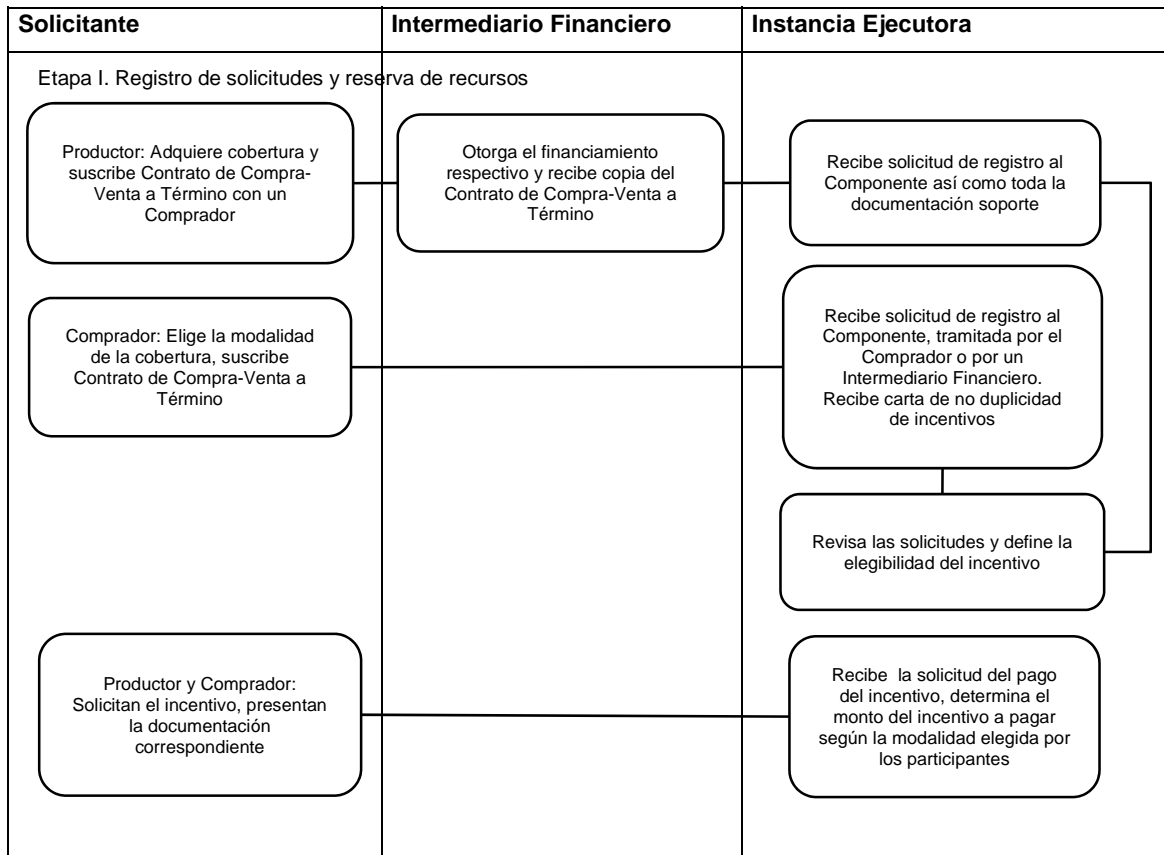 Solicitante
Intermediario Financiero
Instancia Ejecutora
Etapa I. Registro de solicitudes y reserva de recursos
Productor: Adquiere cobertura y
suscribe Contrato de Compra-
Venta a Término con un
Comprador
Otorga el financiamiento
respectivo y recibe copia del
Contrato de Compra-Venta a
Término
Recibe solicitud de registro al
Componente así como toda la
documentación soporte
Comprador: Elige la modalidad
de la cobertura, suscribe
Contrato de Compra-Venta a
Término
Recibe solicitud de registro al
Componente, tramitada por el
Comprador o por un
Intermediario Financiero.
Recibe carta de no duplicidad
de incentivos
Revisa las solicitudes y define la
elegibilidad del incentivo
Productor y Comprador:
Solicitan el incentivo, presentan
la documentación
correspondiente
Recibe la solicitud del pago
del incentivo, determina el
monto del incentivo a pagar
según la modalidad elegida por
los participantes